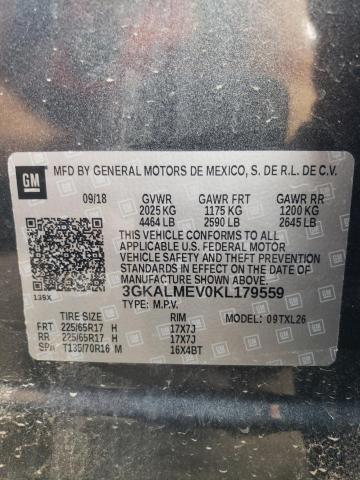 GM
MFD BY GENERAL MOTORS DE MEXICO, S. DE R.L. DE C.V.
09/18 GVWR GAWR FRT GAWR RR
2025 KG 1175 KG 1200 KG
4464 LB 2590 LB 2645 LB
THIS VEHICLE CONFORMS TO ALL
APPLICABLE U.S. FEDERAL MOTOR
VEHICLE SAFETY AND THEFT PREVENTION
STANDARDS IN EFFECT ON THE DATE OF
MANUFACTURE SHOWN ABOVE.
3GKALMEV0KL179559
139X TYPE: M.P.V.
TIRE SIZE RIM MODEL: 09TXL26
FRT 225/65R17 H 17X7J
RR 225/65R17 H 17X7J
SPA T135/70R16 M 16X4BT